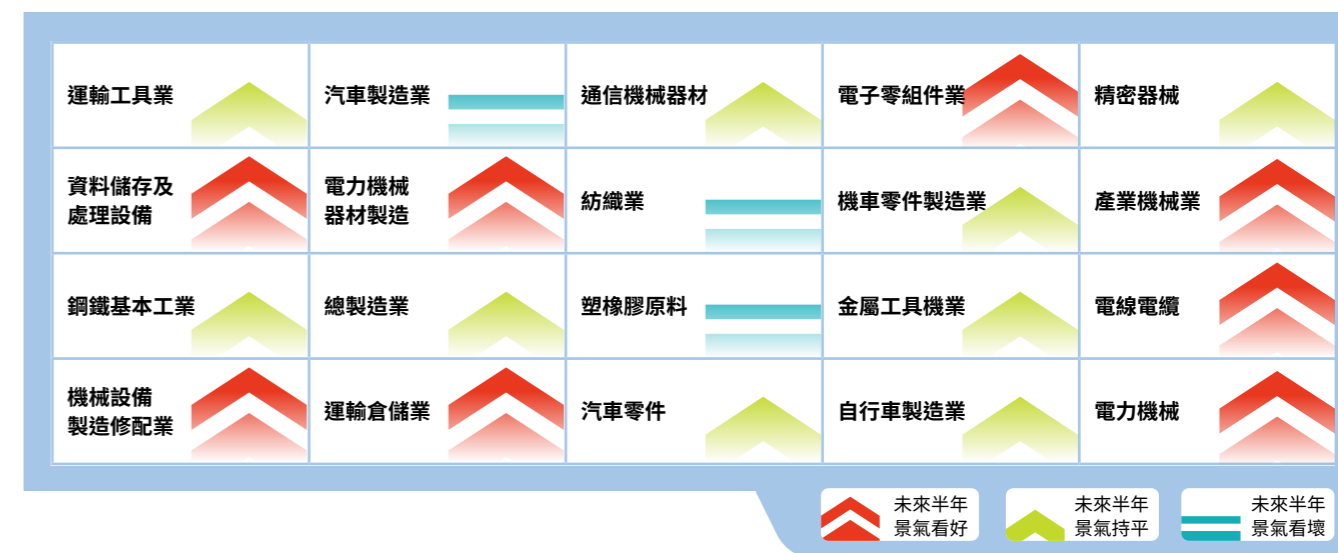 運輸工具業
汽車製造業
通信機械器材
電子零組件業
精密器械
資料儲存及
處理設備
電力機械
器材製造
紡織業
機車零件製造業
產業機械業
鋼鐵基本工業
總製造業
塑橡膠原料
金屬工具機業
電線電纜
機械設備
製造修配業
運輸倉儲業
汽車零件
自行車製造業
電力機械
未來半年
景氣看好
未來半年
景氣持平
未來半年
景氣看壞